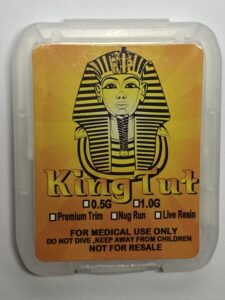 King Tut
0.5G 1.0G
Premium Trim Nug Run Live Resin
FOR MEDICAL USE ONLY
DO NOT DIVE ,KEEP AWAY FROM CHILDREN
NOT FOR RESALE